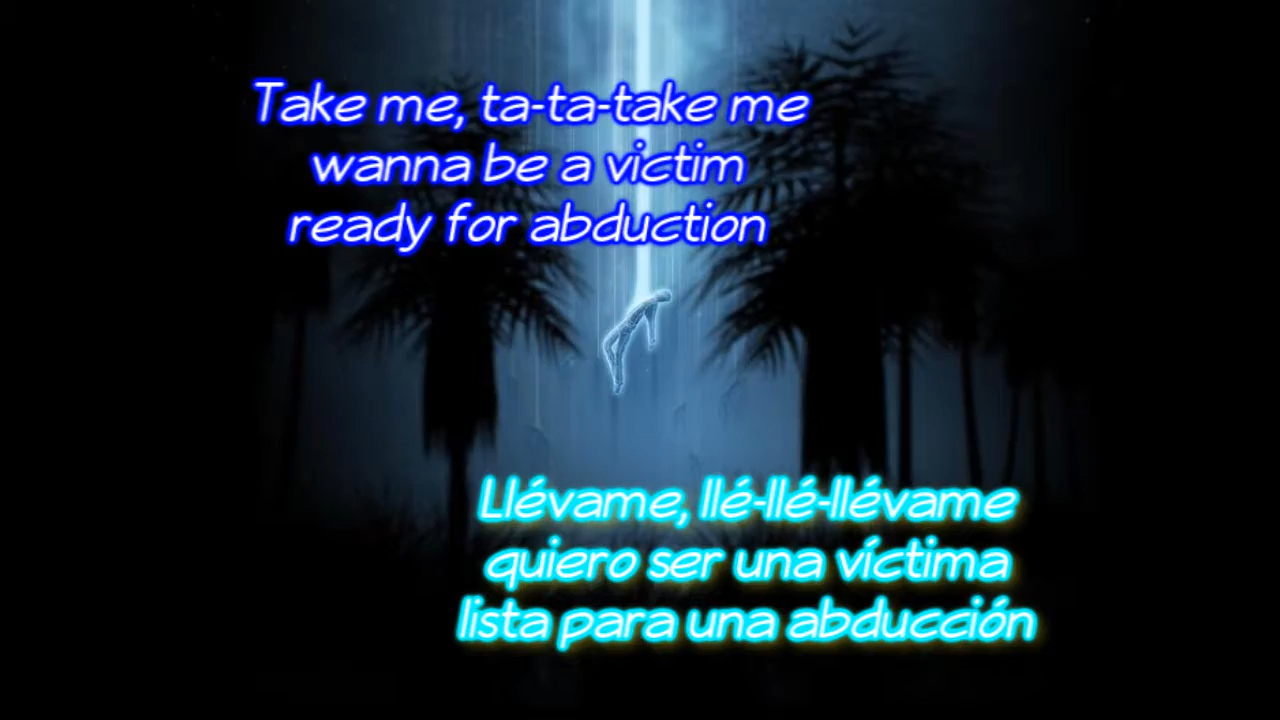 Take me, ta-ta-take me
wanna be a victim
ready for abduction
Llévame, llé-llé-llévame
quiero ser una víctima
lista para una abducción